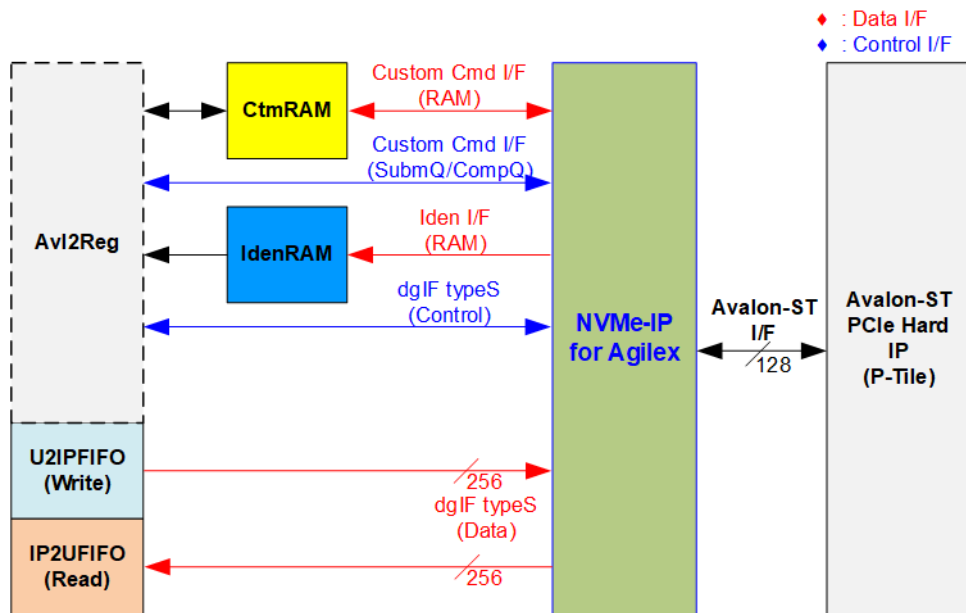 ♦ : Data I/F
♦ : Control I/F
Custom Cmd I/F
(RAM)
CtmRAM
Custom Cmd I/F
(SubmQ/CompQ)
Avl2Reg
Iden I/F
(RAM)
IdenRAM
dgIF typeS
(Control)
NVMe-IP
for Agilex
Avalon-ST
I/F
128
Avalon-ST
PCIe Hard
IP
(P-Tile)
U2IPFIFO
(Write)
256
dgIF typeS
(Data)
IP2UFIFO
(Read)
256